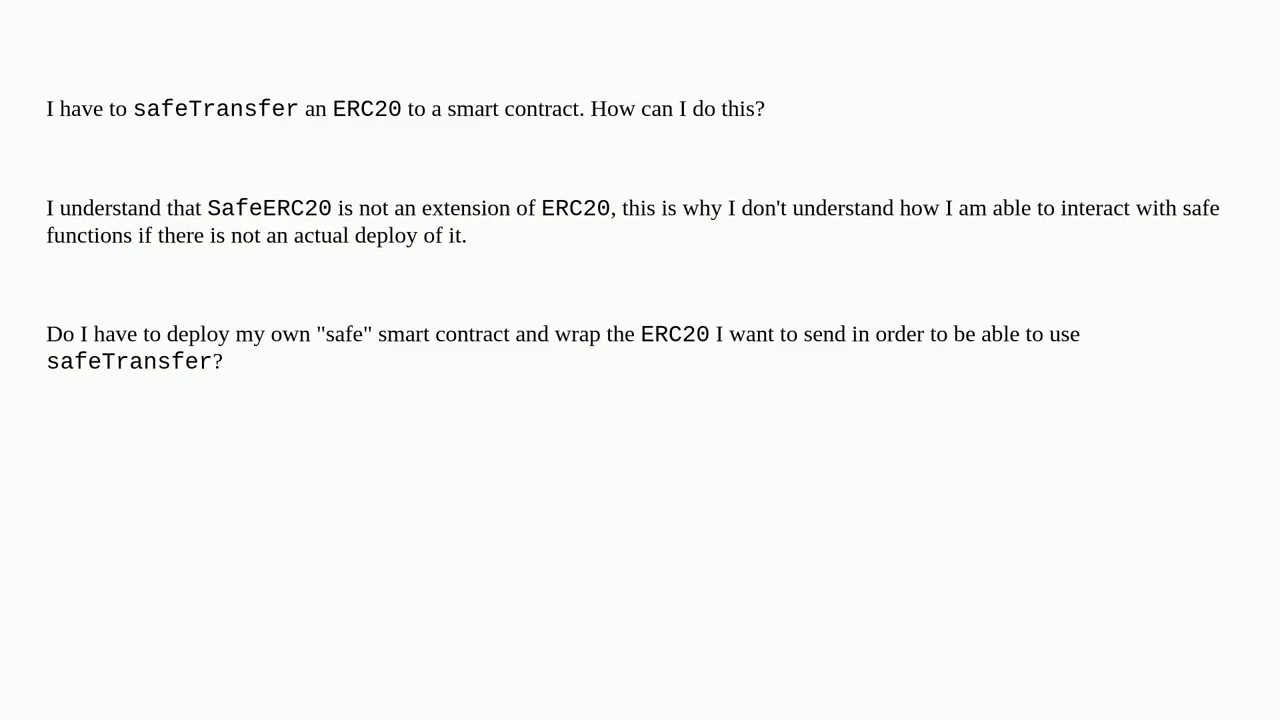 I have to safeTransfer an ERC20 to a smart contract. How can I do this?
I understand that SafeERC20 is not an extension of ERC20, this is why I don't understand how I am able to interact with safe
functions if there is not an actual deploy of it.
Do I have to deploy my own "safe" smart contract and wrap the ERC20 I want to send in order to be able to use
safeTransfer?